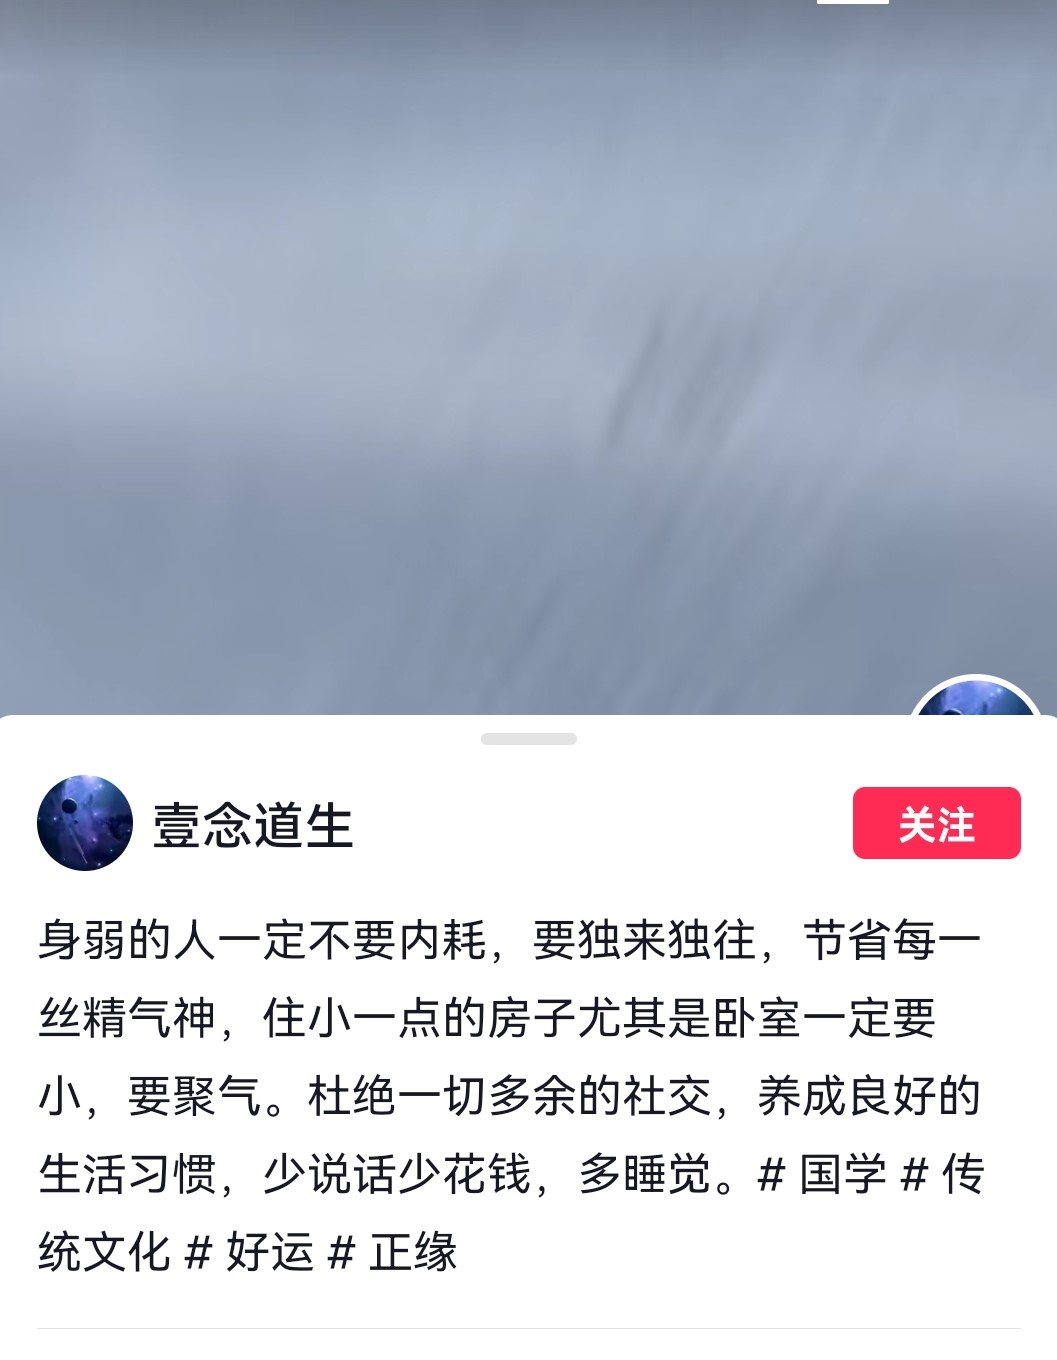 壹念道生
关注
身弱的人一定不要内耗，要独来独往，节省每一
丝精气神，住小一点的房子尤其是卧室一定要
小，要聚气。杜绝一切多余的社交，养成良好的
生活习惯，少说话少花钱，多睡觉。# 国学 # 传
统文化 # 好运 # 正缘